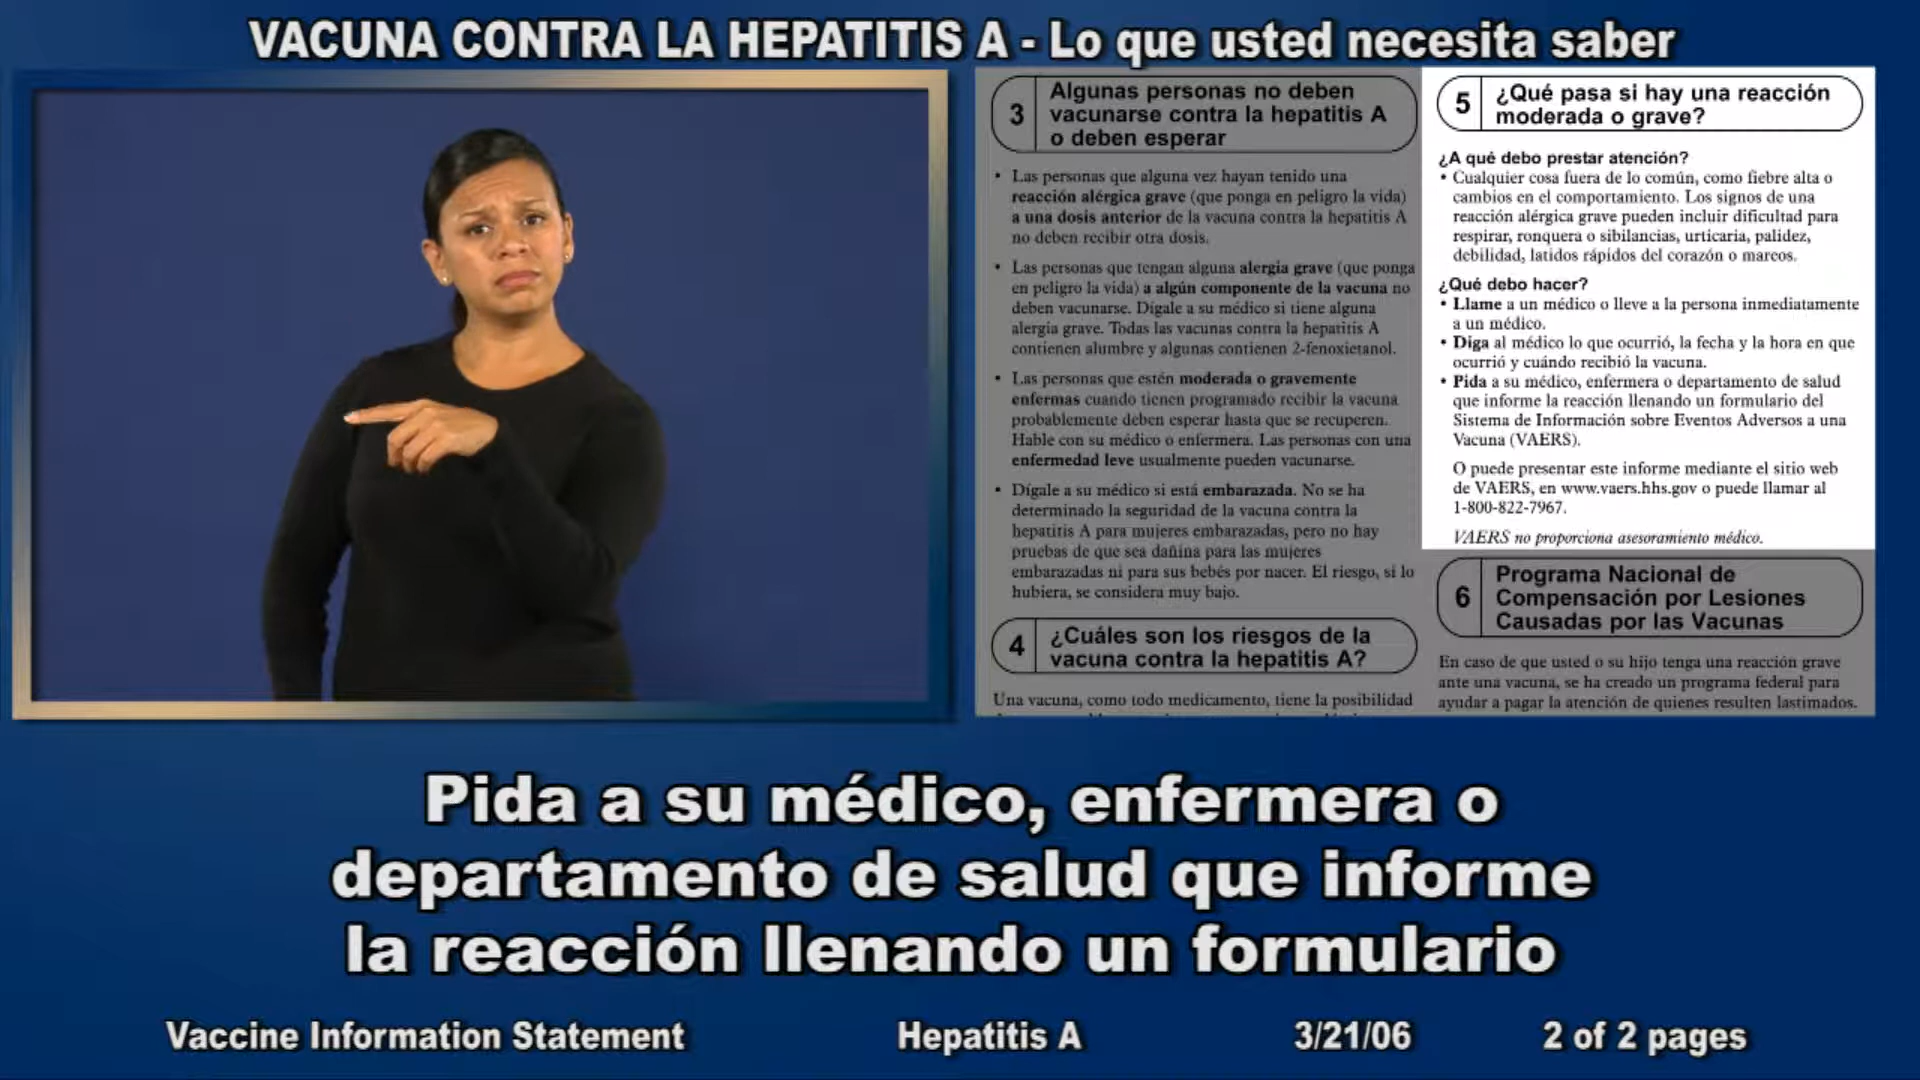 VACUNA CONTRA LA HEPATITIS A - Lo que usted necesita saber
3
Algunas personas no deben
vacunarse contra la hepatitis A
o deben esperar
• Las personas que alguna vez hayan tenido una
reacción alérgica grave (que ponga en peligro la vida)
a una dosis anterior de la vacuna contra la hepatitis A
no deben recibir otra dosis.
• Las personas que tengan alguna alergia grave (que ponga
en peligro la vida) a algún componente de la vacuna no
deben vacunarse. Dígale a su médico si tiene alguna
alergia grave. Todas las vacunas contra la hepatitis A
contienen alumbre y algunas contienen 2-fenoxietanol.
• Las personas que estén moderada o gravemente
enfermas cuando tienen programado recibir la vacuna
probablemente deben esperar hasta que se recuperen.
Hable con su médico o enfermera. Las personas con una
enfermedad leve usualmente pueden vacunarse.
• Dígale a su médico si está embarazada. No se ha
determinado la seguridad de la vacuna contra la
hepatitis A para mujeres embarazadas, pero no hay
pruebas de que sea dañina para las mujeres
embarazadas ni para sus bebés por nacer. El riesgo, si lo
hubiera, se considera muy bajo.
4
¿Cuáles son los riesgos de la
vacuna contra la hepatitis A?
Una vacuna, como todo medicamento, tiene la posibilidad
5
¿Qué pasa si hay una reacción
moderada o grave?
¿A qué debo prestar atención?
• Cualquier cosa fuera de lo común, como fiebre alta o
cambios en el comportamiento. Los signos de una
reacción alérgica grave pueden incluir dificultad para
respirar, ronquera o sibilancias, urticaria, palidez,
debilidad, latidos rápidos del corazón o mareos.
¿Qué debo hacer?
• Llame a un médico o lleve a la persona inmediatamente
a un médico.
• Diga al médico lo que ocurrió, la fecha y la hora en que
ocurrió y cuándo recibió la vacuna.
• Pida a su médico, enfermera o departamento de salud
que informe la reacción llenando un formulario del
Sistema de Información sobre Eventos Adversos a una
Vacuna (VAERS).
O puede presentar este informe mediante el sitio web
de VAERS, en www.vaers.hhs.gov o puede llamar al
1-800-822-7967.
VAERS no proporciona asesoramiento médico.
6
Programa Nacional de
Compensación por Lesiones
Causadas por las Vacunas
En caso de que usted o su hijo tenga una reacción grave
ante una vacuna, se ha creado un programa federal para
ayudar a pagar la atención de quienes resulten lastimados.
Pida a su médico, enfermera o
departamento de salud que informe
la reacción llenando un formulario
Vaccine Information Statement
Hepatitis A
3/21/06
2 of 2 pages